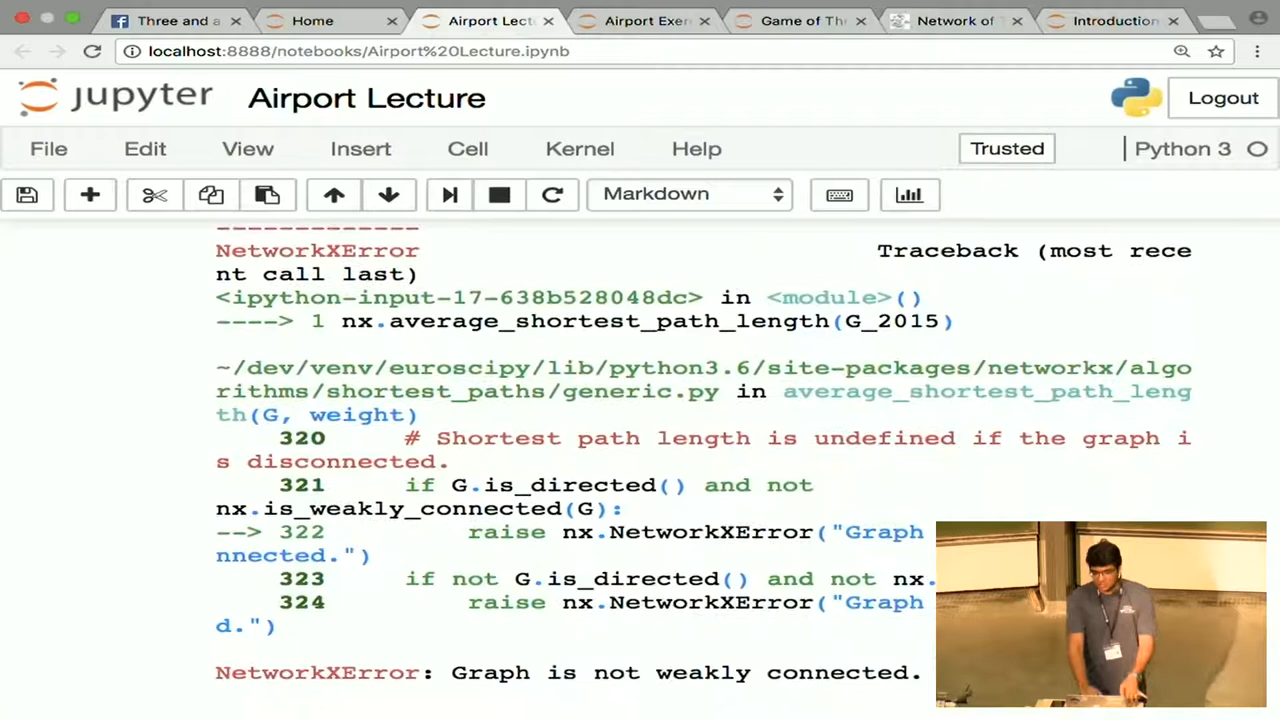 Three and a
Home
Airport Lect
Airport Exer
Game of Th
Network of
Introduction
localhost:8888/notebooks/Airport%20Lecture.ipynb
jupyter
Airport Lecture
Logout
File
Edit
View
Insert
Cell
Kernel
Help
Trusted
Python 3
Markdown
-------------
NetworkXError Traceback (most rece
nt call last)
<ipython-input-17-638b528048dc> in <module>()
----> 1 nx.average_shortest_path_length(G_2015)
~/dev/venv/euroscipy/lib/python3.6/site-packages/networkx/algo
rithms/shortest_paths/generic.py in average_shortest_path_leng
th(G, weight)
320 # Shortest path length is undefined if the graph i
s disconnected.
321 if G.is_directed() and not
nx.is_weakly_connected(G):
--> 322 raise nx.NetworkXError("Graph
nnected.")
323 if not G.is_directed() and not nx.
324 raise nx.NetworkXError("Graph
d.")
NetworkXError: Graph is not weakly connected.